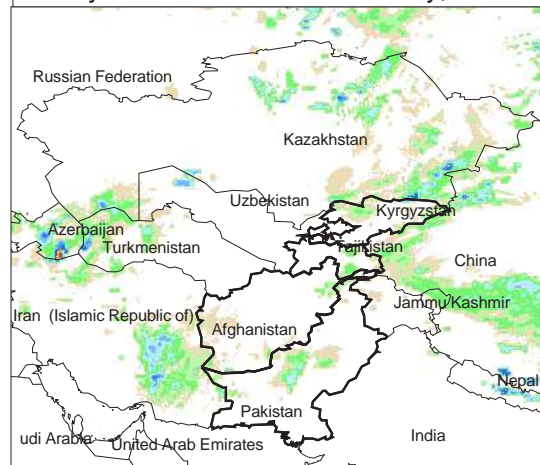 Russian Federation
Kazakhstan
Uzbekistan
Kyrgyzstan
Azerbaijan
Turkmenistan
Tajikistan
China
Jammu/Kashmir
Iran (Islamic Republic of)
Afghanistan
Nepal
Pakistan
India
udi Arabia
United Arab Emirates